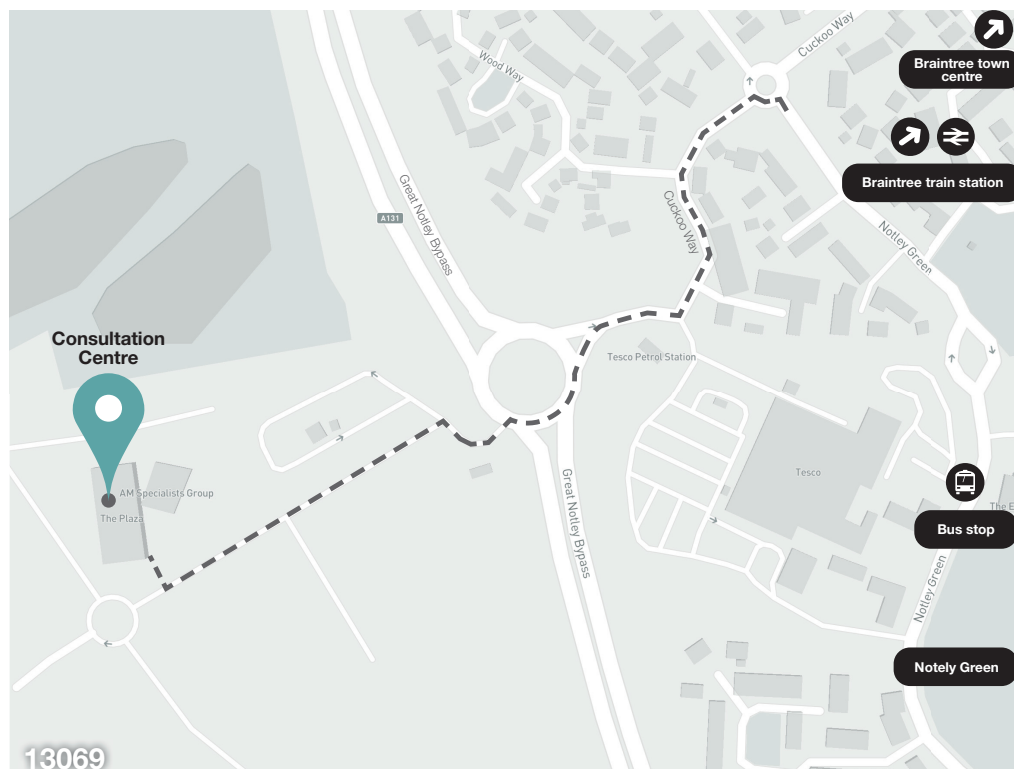 Cuckoo Way
Braintree town
centre
Wood Way
Braintree train station
Great Notley Bypass
A131
Cuckoo Way
Notley Green
Consultation
Centre
Tesco Petrol Station
Tesco
AM Specialists Group
The Plaza
Great Notley Bypass
The E
Bus stop
Notley Green
Notely Green
13069